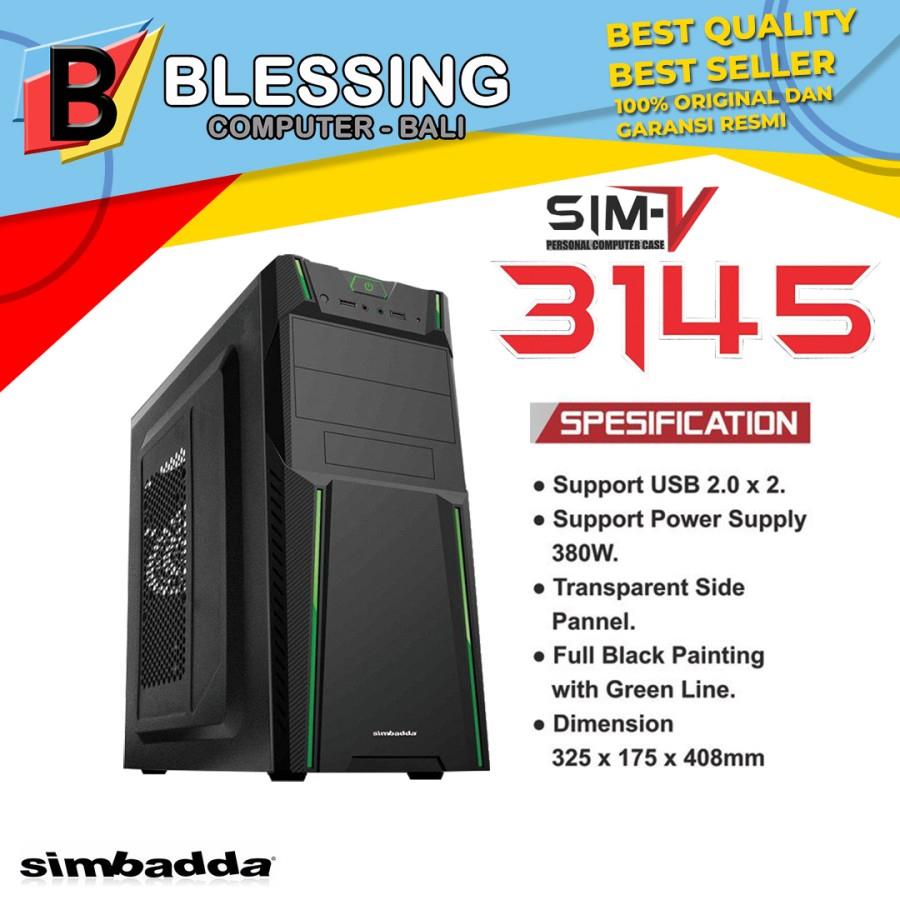 B BLESSING
COMPUTER - BALI
BEST QUALITY
BEST SELLER
100% ORIGINAL DAN
GARANSI RESMI
SIM-V
PERSONAL COMPUTER CASE
3145
SPESIFICATION
● Support USB 2.0 x 2.
● Support Power Supply
380W.
● Transparent Side
Pannel.
● Full Black Painting
with Green Line.
● Dimension
325 x 175 x 408mm
simbadda
simbadda